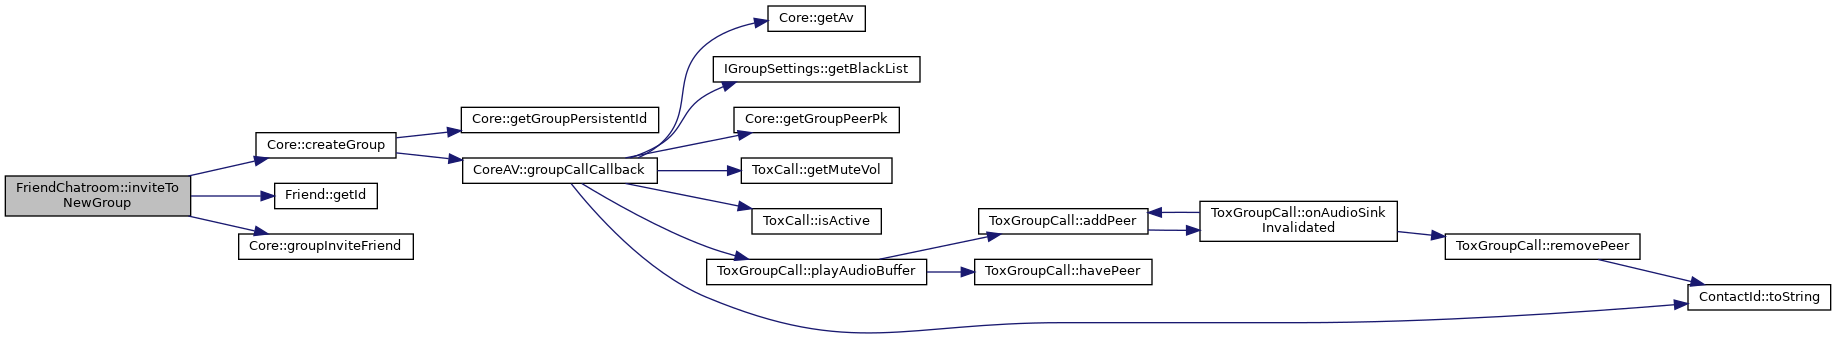 FriendChatroom::inviteTo
NewGroup
Core::createGroup
Friend::getId
Core::groupInviteFriend
Core::getGroupPersistentId
CoreAV::groupCallCallback
Core::getAv
IGroupSettings::getBlackList
Core::getGroupPeerPk
ToxCall::getMuteVol
ToxCall::isActive
ToxGroupCall::playAudioBuffer
ToxGroupCall::addPeer
ToxGroupCall::havePeer
ToxGroupCall::onAudioSink
Invalidated
ToxGroupCall::removePeer
ContactId::toString